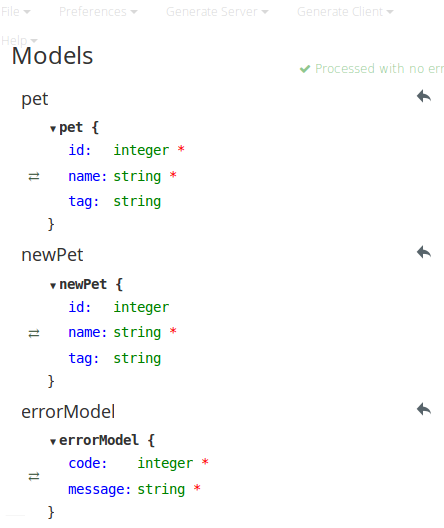 File Preferences Generate Server Generate Client
Help
Models
Processed with no err
pet
pet {
id: integer *
name: string *
tag: string
}
newPet
newPet {
id: integer
name: string *
tag: string
}
errorModel
errorModel {
code: integer *
message: string *
}